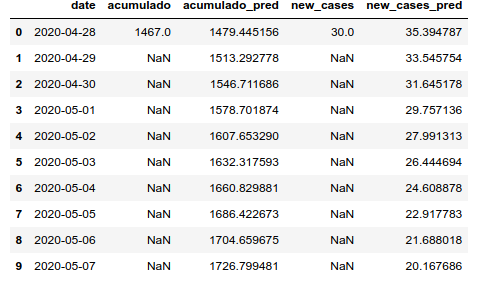 date acumulado acumulado_pred new_cases new_cases_pred
0 2020-04-28 1467.0 1479.445156 30.0 35.394787
1 2020-04-29 NaN 1513.292778 NaN 33.545754
2 2020-04-30 NaN 1546.711686 NaN 31.645178
3 2020-05-01 NaN 1578.701874 NaN 29.757136
4 2020-05-02 NaN 1607.653290 NaN 27.991313
5 2020-05-03 NaN 1632.317593 NaN 26.444694
6 2020-05-04 NaN 1660.829881 NaN 24.608878
7 2020-05-05 NaN 1686.422673 NaN 22.917783
8 2020-05-06 NaN 1704.659675 NaN 21.688018
9 2020-05-07 NaN 1726.799481 NaN 20.167686